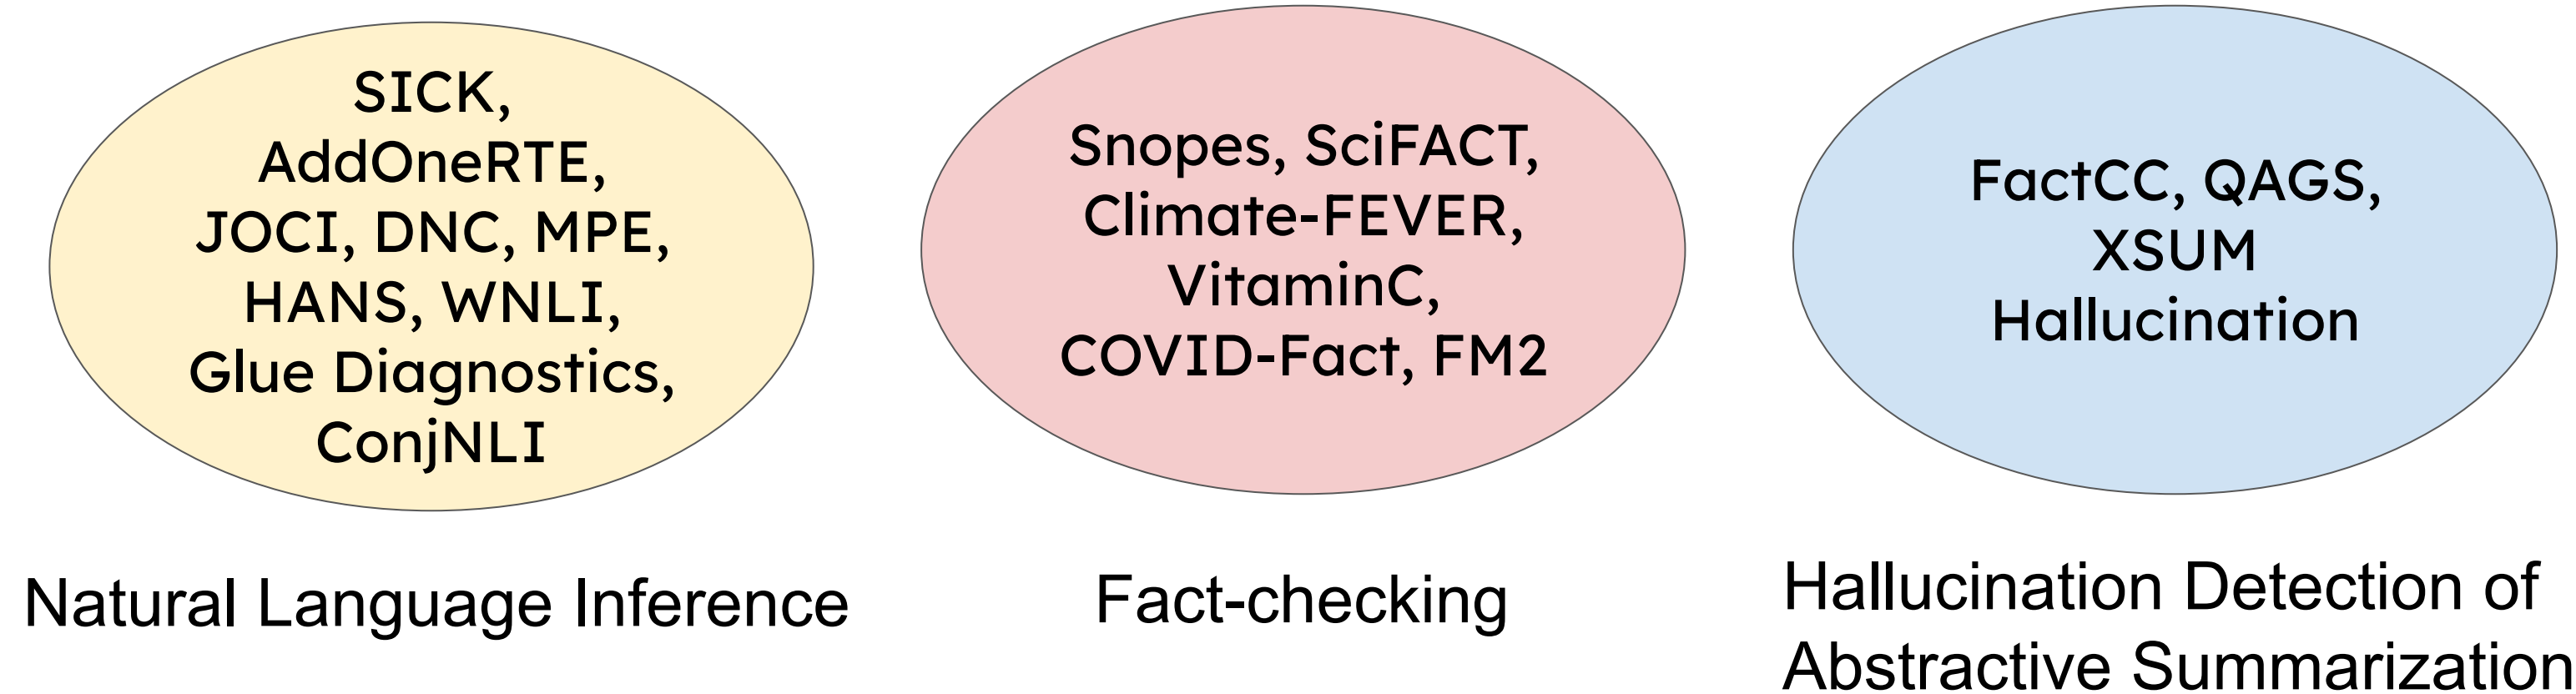 SICK,
AddOneRTE,
JOCI, DNC, MPE,
HANS, WNLI,
Glue Diagnostics,
ConjNLI
Natural Language Inference
Snopes, SciFACT,
Climate-FEVER,
VitaminC,
COVID-Fact, FM2
Fact-checking
FactCC, QAGS,
XSUM
Hallucination
Hallucination Detection of
Abstractive Summarization